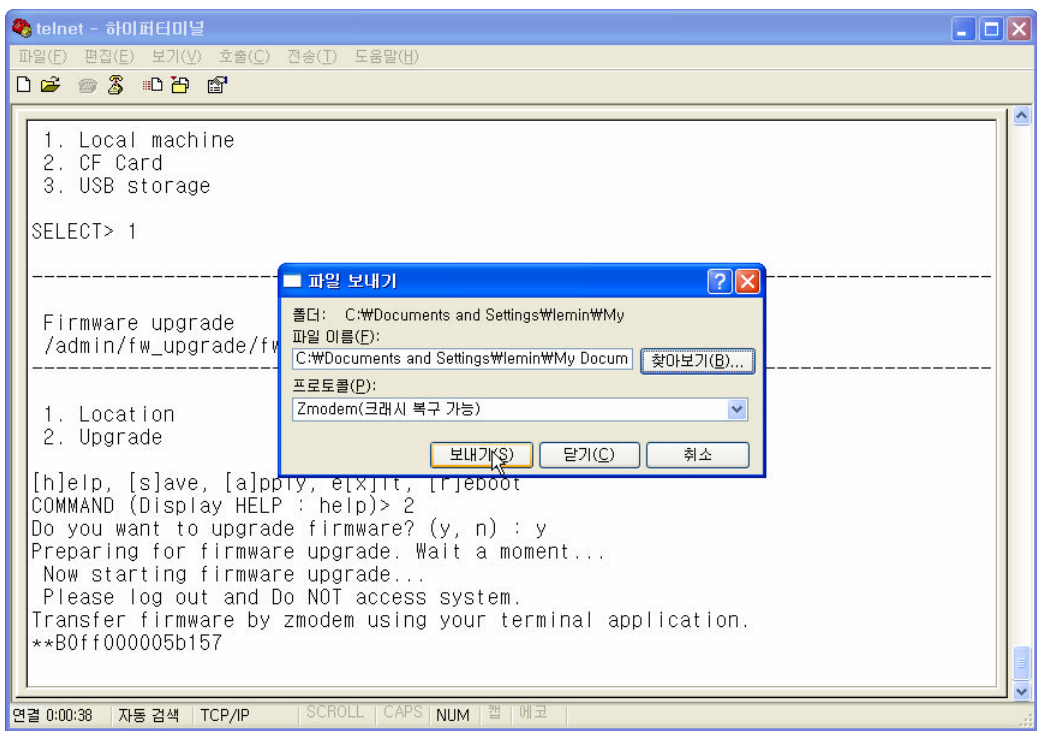 telnet - 하이퍼터미널
파일(F) 편집(E) 보기(V) 호출(C) 전송(T) 도움말(H)
1. Local machine
2. CF Card
3. USB storage
SELECT> 1
Firmware upgrade
/admin/fw_upgrade/fw
1. Location
2. Upgrade
[h]elp, [s]ave, [a]pply, e[x]it, [r]eboot
COMMAND (Display HELP : help)> 2
Do you want to upgrade firmware? (y, n) : y
Preparing for firmware upgrade. Wait a moment...
Now starting firmware upgrade...
Please log out and Do NOT access system.
Transfer firmware by zmodem using your terminal application.
**B0ff000005b157
파일 보내기
폴더: C:₩Documents and Settings₩lemin₩My
파일 이름(F):
C:₩Documents and Settings₩lemin₩My Docum 찾아보기(B)...
프로토콜(P):
Zmodem(크래시 복구 가능)
보내기(S) 닫기(C) 취소
연결 0:00:38 자동 검색 TCP/IP SCROLL CAPS NUM 캡 에코